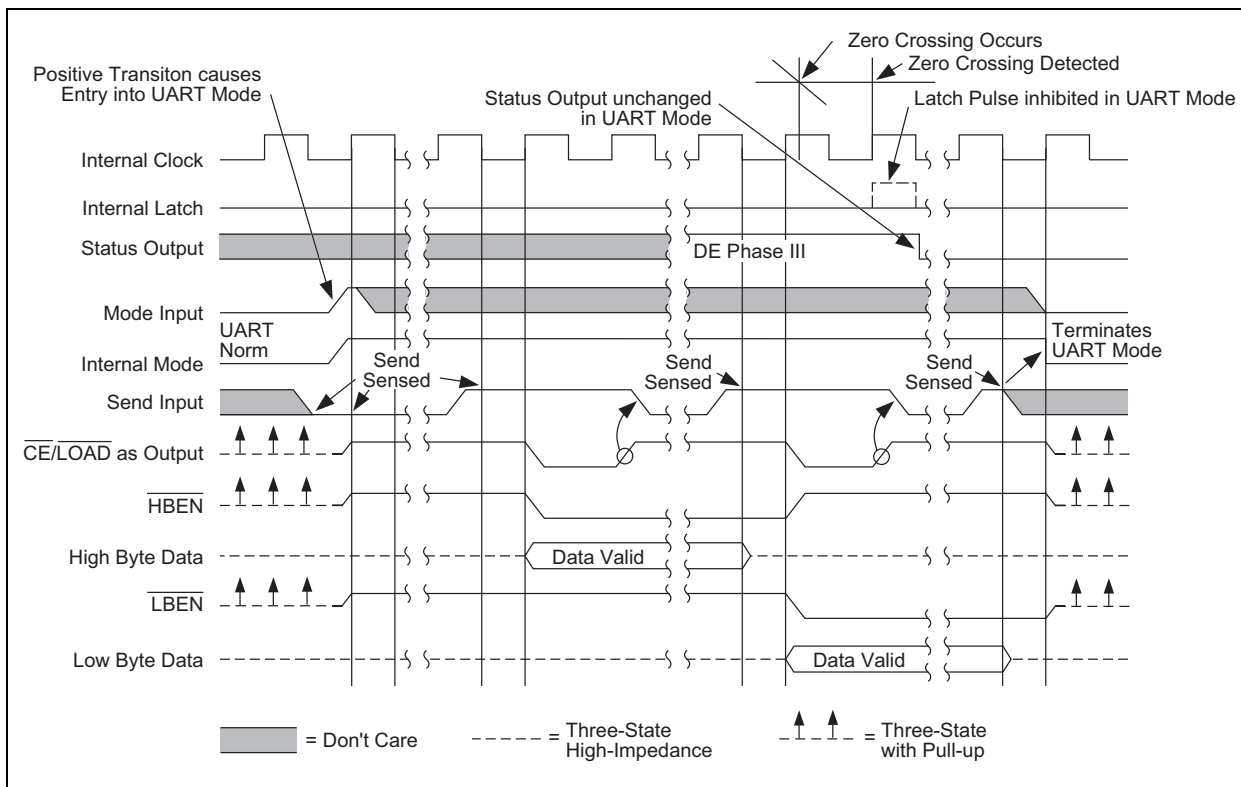 Zero Crossing Occurs
Zero Crossing Detected
Positive Transiton causes
Entry into UART Mode
Status Output unchanged
in UART Mode
Latch Pulse inhibited in UART Mode
Internal Clock
Internal Latch
Status Output
DE Phase III
Mode Input
UART
Norm
Terminates
UART Mode
Internal Mode
Send
Sensed
Send
Sensed
Send
Sensed
Send Input
CE/LOAD as Output
HBEN
High Byte Data
Data Valid
LBEN
Low Byte Data
Data Valid
= Don't Care
= Three-State
High-Impedance
= Three-State
with Pull-up